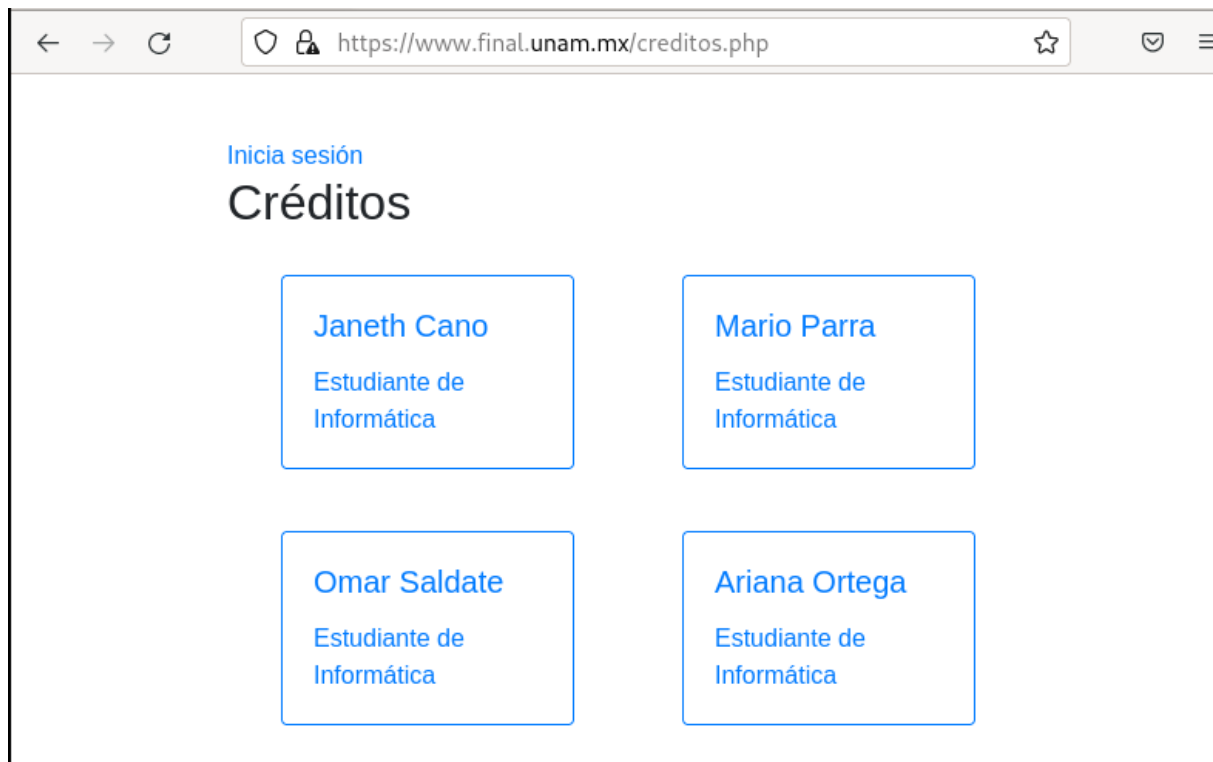 https://www.final.unam.mx/creditos.php
Inicia sesión
Créditos
Janeth Cano
Estudiante de
Informática
Mario Parra
Estudiante de
Informática
Omar Saldate
Estudiante de
Informática
Ariana Ortega
Estudiante de
Informática